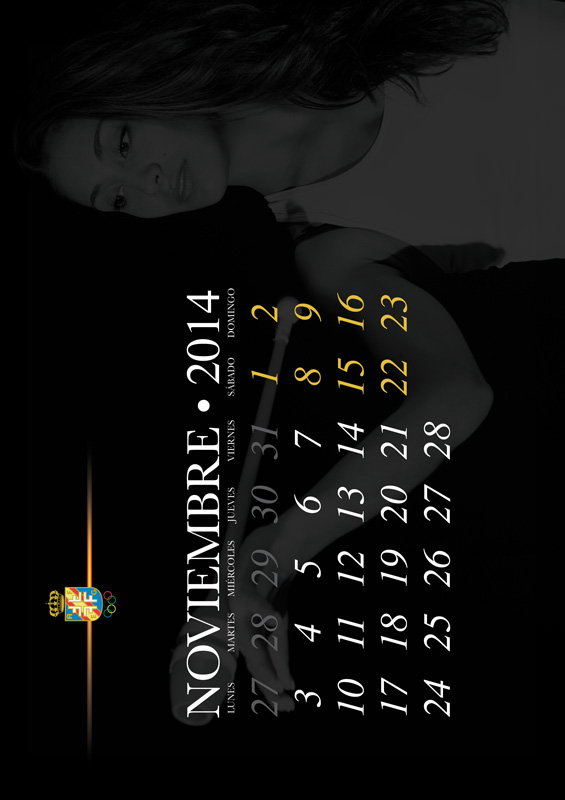 NOVIEMBRE • 2014
LUNES MARTES MIÉRCOLES JUEVES VIERNES SÁBADO DOMINGO
27 28 29 30 31 1 2
3 4 5 6 7 8 9
10 11 12 13 14 15 16
17 18 19 20 21 22 23
24 25 26 27 28